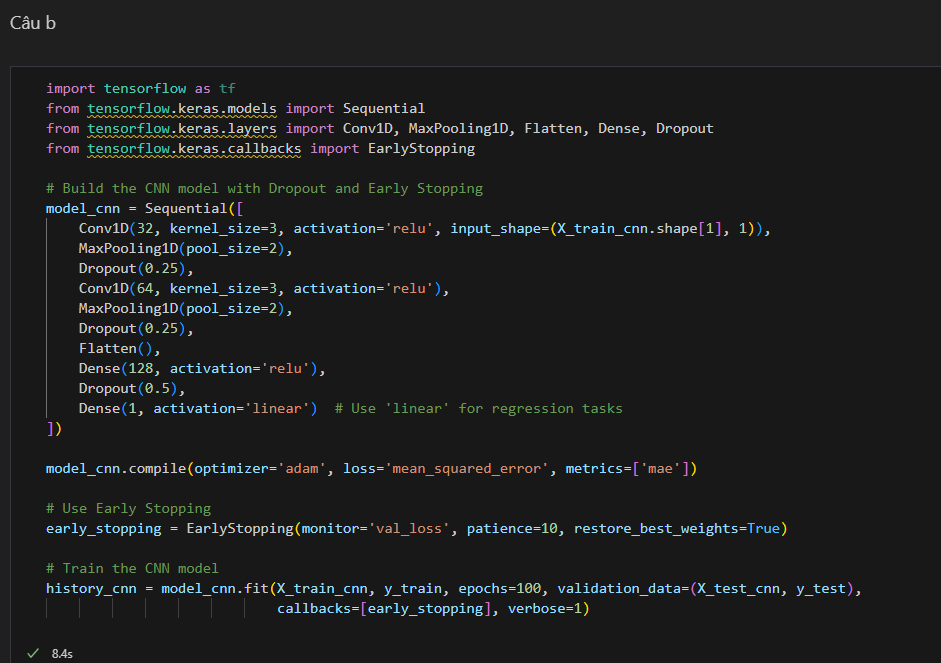 Câu b
import tensorflow as tf
from tensorflow.keras.models import Sequential
from tensorflow.keras.layers import Conv1D, MaxPooling1D, Flatten, Dense, Dropout
from tensorflow.keras.callbacks import EarlyStopping
# Build the CNN model with Dropout and Early Stopping
model_cnn = Sequential([
    Conv1D(32, kernel_size=3, activation='relu', input_shape=(X_train_cnn.shape[1], 1)),
    MaxPooling1D(pool_size=2),
    Dropout(0.25),
    Conv1D(64, kernel_size=3, activation='relu'),
    MaxPooling1D(pool_size=2),
    Dropout(0.25),
    Flatten(),
    Dense(128, activation='relu'),
    Dropout(0.5),
    Dense(1, activation='linear')  # Use 'linear' for regression tasks
])
model_cnn.compile(optimizer='adam', loss='mean_squared_error', metrics=['mae'])
# Use Early Stopping
early_stopping = EarlyStopping(monitor='val_loss', patience=10, restore_best_weights=True)
# Train the CNN model
history_cnn = model_cnn.fit(X_train_cnn, y_train, epochs=100, validation_data=(X_test_cnn, y_test),
                            callbacks=[early_stopping], verbose=1)
8.4s